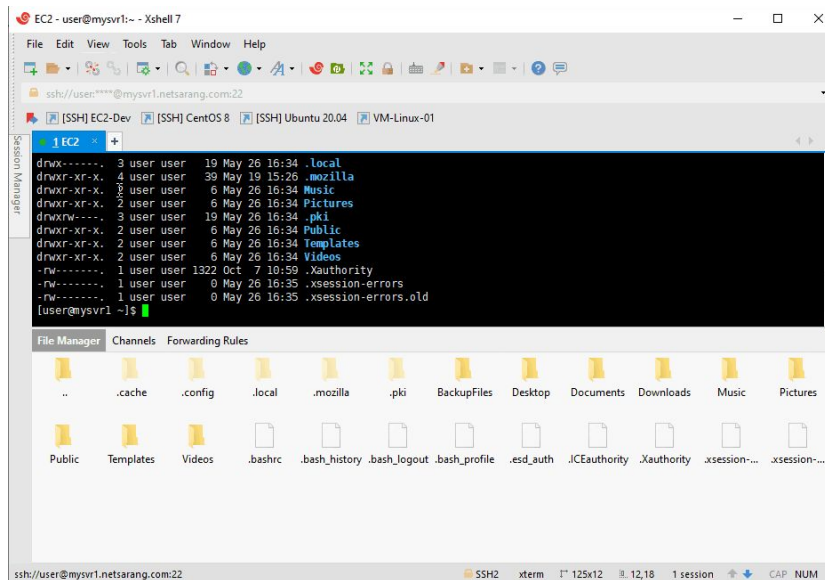 EC2 - user@mysvr1:~ - Xshell 7
File Edit View Tools Tab Window Help
ssh://user:****@mysvr1.netsarang.com:22
[SSH] EC2-Dev [SSH] CentOS 8 [SSH] Ubuntu 20.04 VM-Linux-01
Session Manager
1 EC2 × +
drwx------. 3 user user 19 May 26 16:34 .local
drwxr-xr-x. 4 user user 39 May 19 15:26 .mozilla
drwxr-xr-x. 2 user user 6 May 26 16:34 Music
drwxr-xr-x. 2 user user 6 May 26 16:34 Pictures
drwxrw----. 3 user user 19 May 26 16:34 .pki
drwxr-xr-x. 2 user user 6 May 26 16:34 Public
drwxr-xr-x. 2 user user 6 May 26 16:34 Templates
drwxr-xr-x. 2 user user 6 May 26 16:34 Videos
-rw-------. 1 user user 1322 Oct 7 10:59 .Xauthority
-rw-------. 1 user user 0 May 26 16:35 .xsession-errors
-rw-------. 1 user user 0 May 26 16:35 .xsession-errors.old
[user@mysvr1 ~]$
File Manager Channels Forwarding Rules
.. .cache .config .local .mozilla .pki BackupFiles Desktop Documents Downloads Music Pictures
Public Templates Videos .bashrc .bash_history .bash_logout .bash_profile .esd_auth .ICEauthority .Xauthority .xsession-... .xsession-...
ssh://user@mysvr1.netsarang.com:22 SSH2 xterm 125x12 12,18 1 session CAP NUM